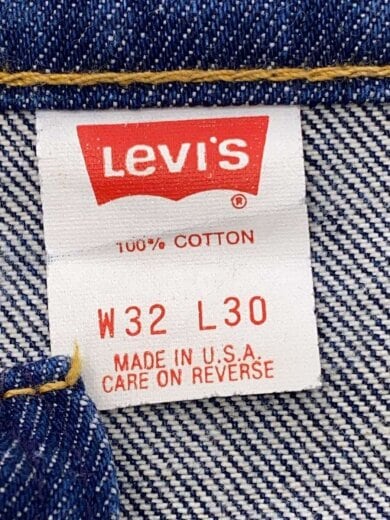 Levi's
®
100% COTTON
W32 L30
MADE IN U.S.A.
CARE ON REVERSE